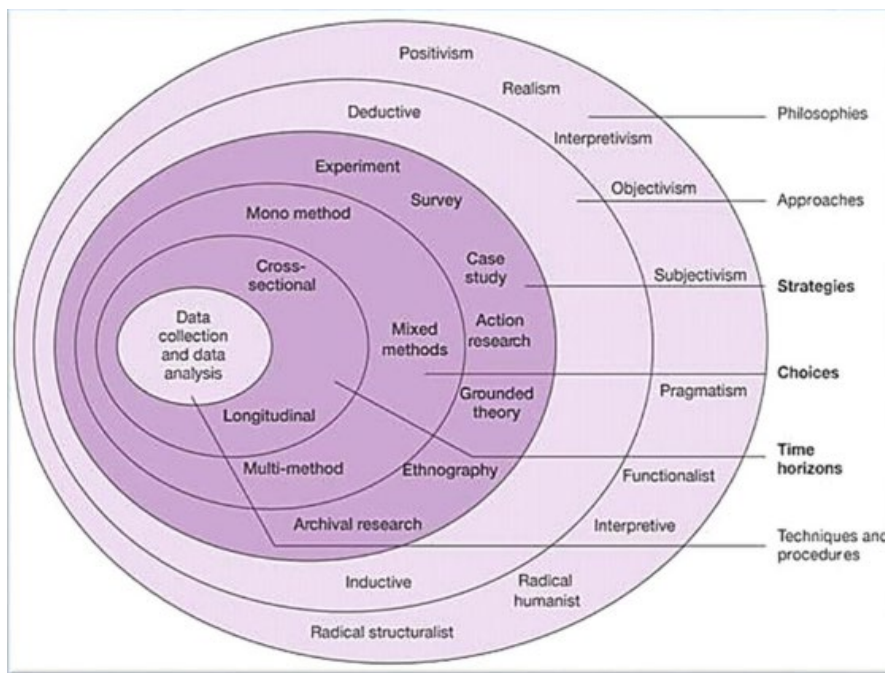 Positivism
Realism
Philosophies
Deductive
Interpretivism
Experiment
Objectivism
Survey
Approaches
Mono method
Case
study
Subjectivism
Strategies
Cross-
sectional
Data
collection
and data
analysis
Mixed
methods
Action
research
Choices
Pragmatism
Grounded
theory
Longitudinal
Time
horizons
Multi-method
Ethnography
Functionalist
Archival research
Interpretive
Techniques and
procedures
Inductive
Radical
humanist
Radical structuralist